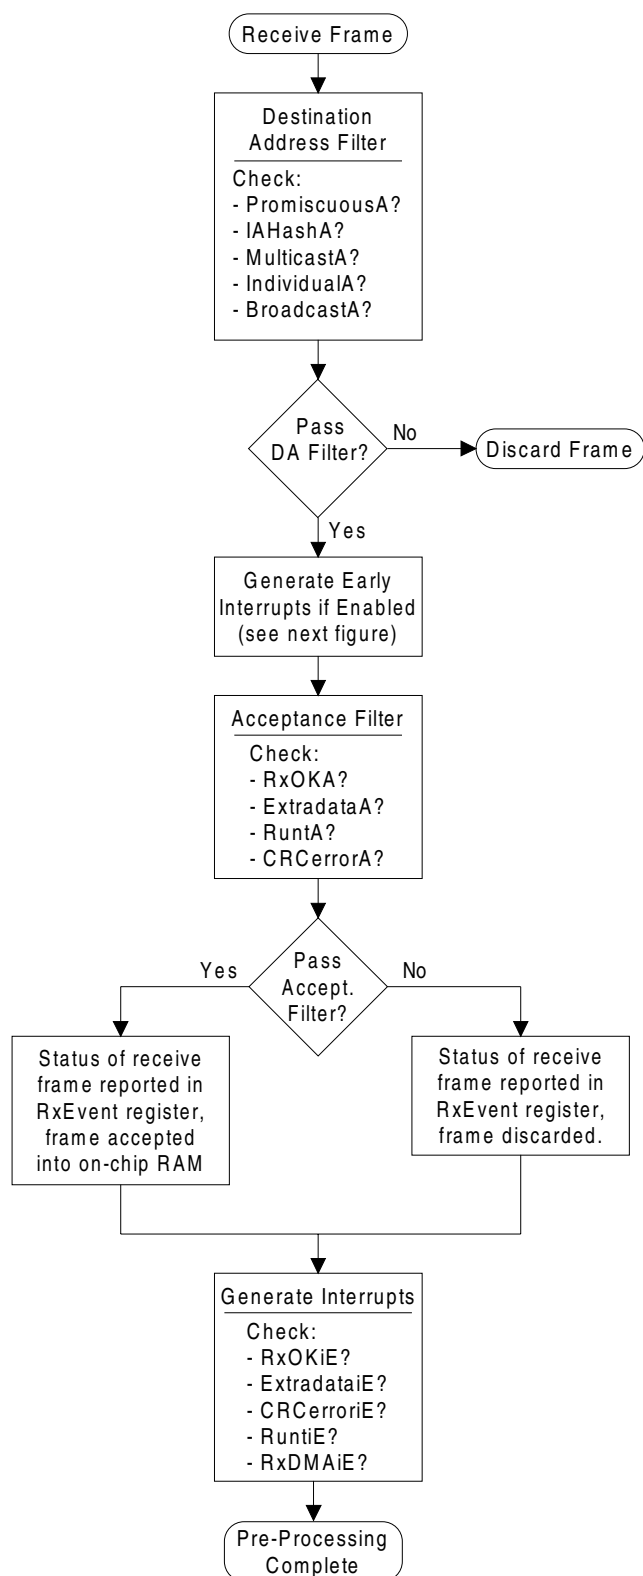 Receive Frame
Destination
Address Filter
Check:
- PromiscuousA?
- IAHashA?
- MulticastA?
- IndividualA?
- BroadcastA?
Pass
DA Filter?
No
Discard Frame
Yes
Generate Early
Interrupts if Enabled
(see next figure)
Acceptance Filter
Check:
- RxOKA?
- ExtradataA?
- RuntA?
- CRCerrorA?
Pass
Accept.
Filter?
Yes
No
Status of receive
frame reported in
RxEvent register,
frame accepted
into on-chip RAM
Status of receive
frame reported in
RxEvent register,
frame discarded.
Generate Interrupts
Check:
- RxOKiE?
- ExtradataiE?
- CRCerroriE?
- RuntiE?
- RxDMAiE?
Pre-Processing
Complete